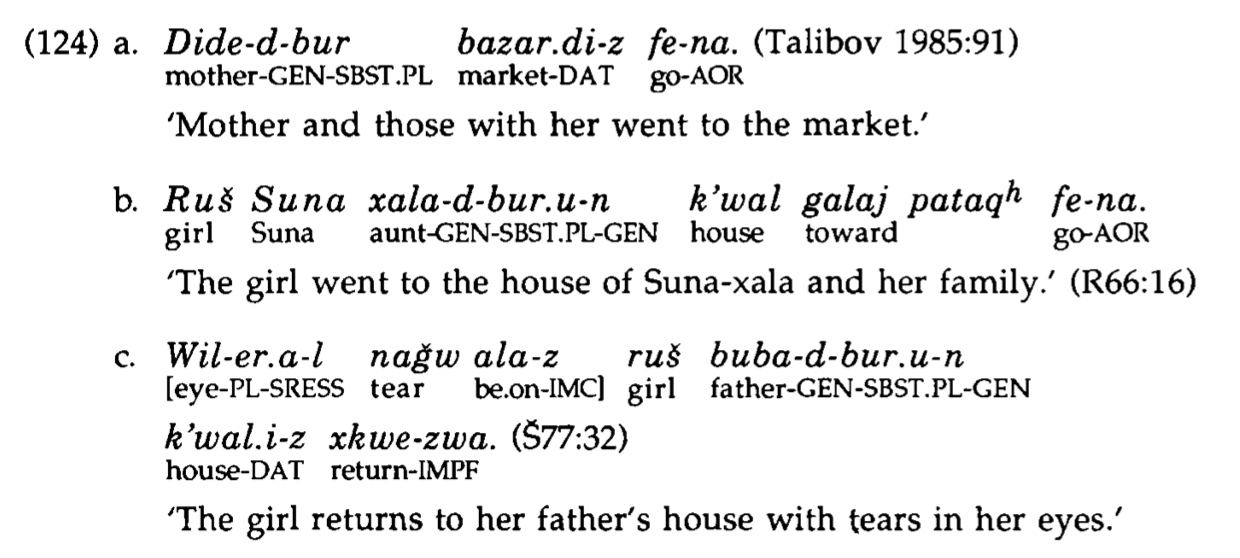 (124) a. Dide-d-bur bazar.di-z fe-na. (Talibov 1985:91)
mother-GEN-SBST.PL market-DAT go-AOR
‘Mother and those with her went to the market.’
b. Ruš Suna xala-d-bur.u-n k’wal galaj pataqʰ fe-na.
girl Suna aunt-GEN-SBST.PL-GEN house toward go-AOR
‘The girl went to the house of Suna-xala and her family.’ (R66:16)
c. Wil-er.a-l nağw ala-z ruš buba-d-bur.u-n
[eye-PL-SRESS tear be.on-IMC] girl father-GEN-SBST.PL-GEN
k’wal.i-z xkwe-zwa. (Š77:32)
house-DAT return-IMPF
‘The girl returns to her father’s house with tears in her eyes.’